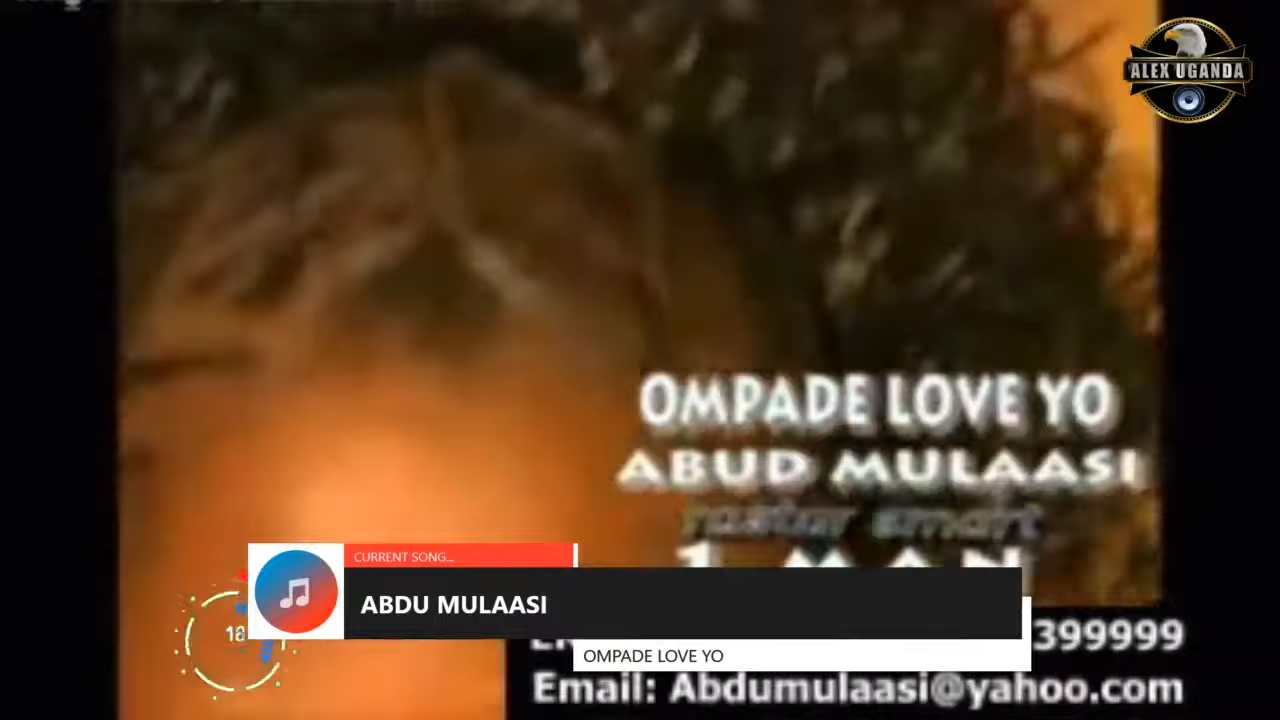 ALEX UGANDA
OMPADE LOVE YO
ABUD MULAASI
smart
CURRENT SONG...
ABDU MULAASI
399999
OMPADE LOVE YO
Email: Abdumulaasi@yahoo.com